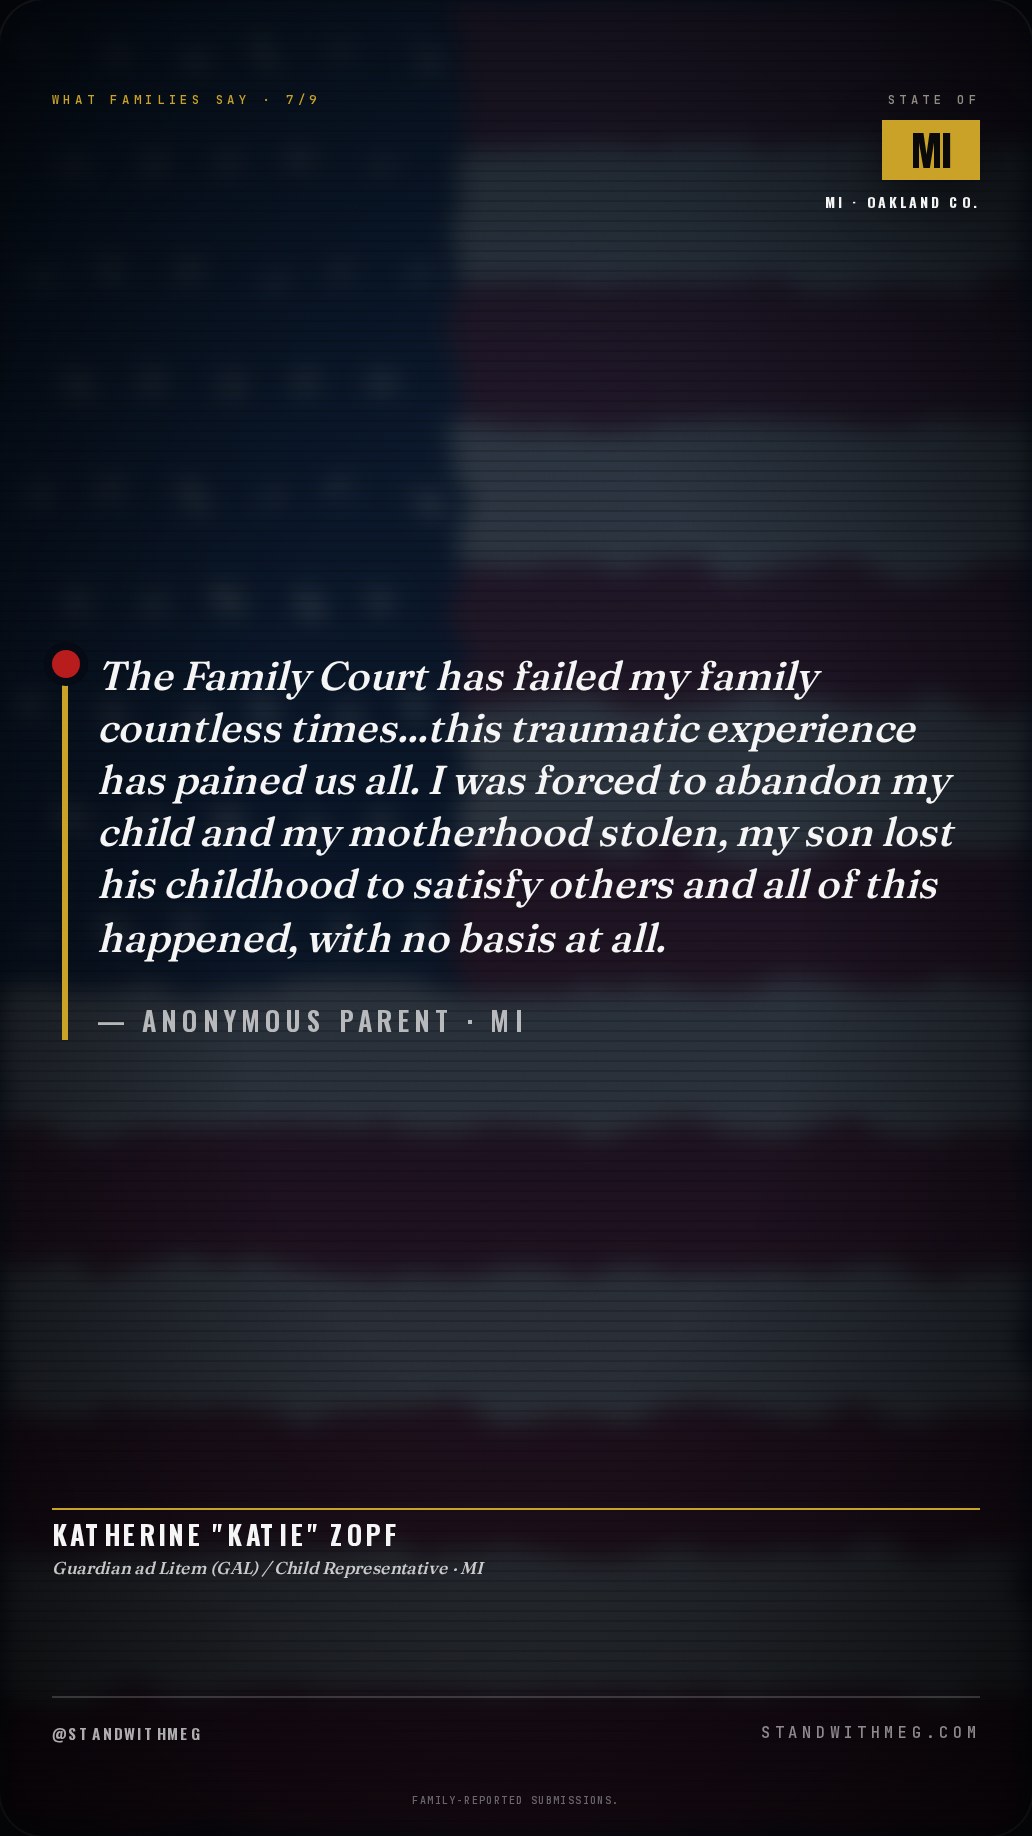 WHAT FAMILIES SAY · 7/9
STATE OF
MI
MI · OAKLAND CO.
The Family Court has failed my family
countless times...this traumatic experience
has pained us all. I was forced to abandon my
child and my motherhood stolen, my son lost
his childhood to satisfy others and all of this
happened, with no basis at all.
— ANONYMOUS PARENT · MI
KATHERINE "KATIE" ZOPF
Guardian ad Litem (GAL) / Child Representative · MI
@STANDWITHMEG
STANDWITHMEG.COM
FAMILY-REPORTED SUBMISSIONS.